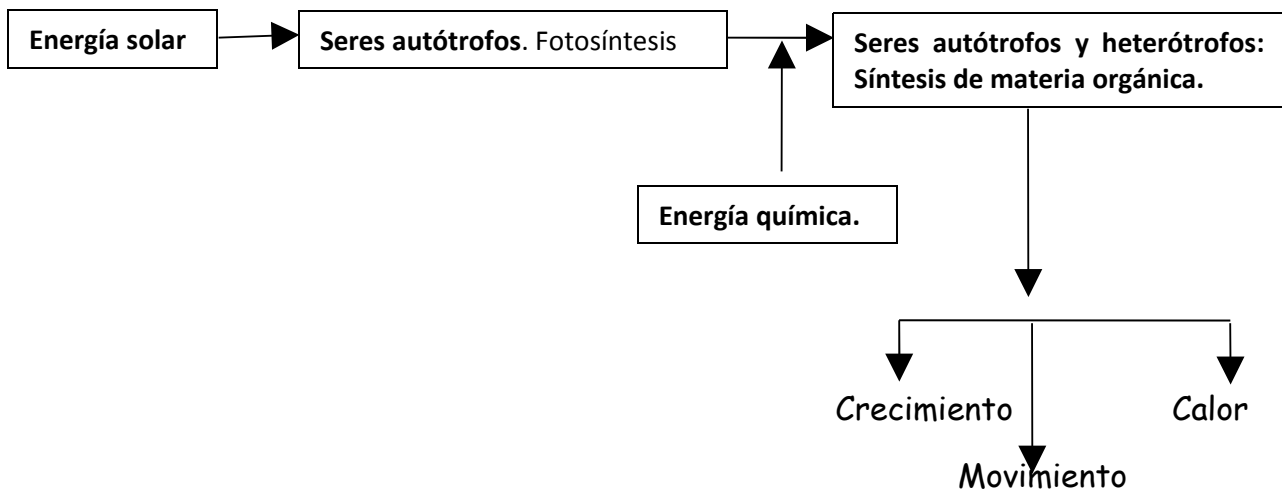 Energía solar
Seres autótrofos. Fotosíntesis
Seres autótrofos y heterótrofos:
Síntesis de materia orgánica.
Energía química.
Crecimiento
Calor
Movimiento